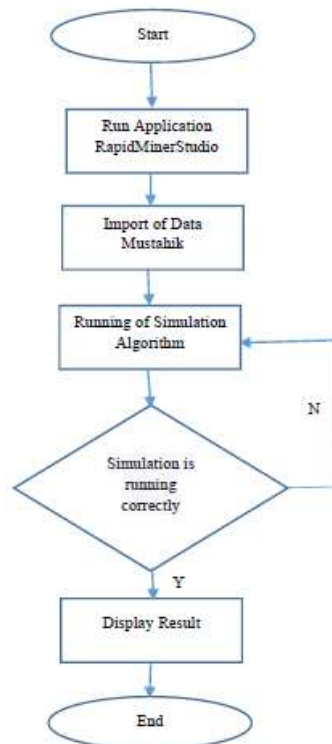 Start
Run Application
RapidMinerStudio
Import of Data
Mustahik
Running of Simulation
Algorithm
N
Simulation is
running
correctly
Y
Display Result
End